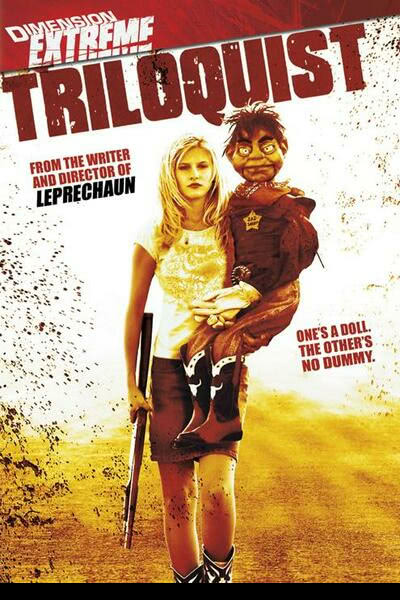 DIMENSION
EXTREME
TRILOQUIST
FROM THE WRITER
AND DIRECTOR OF
LEPRECHAUN
ONE'S A DOLL.
THE OTHER'S
NO DUMMY.